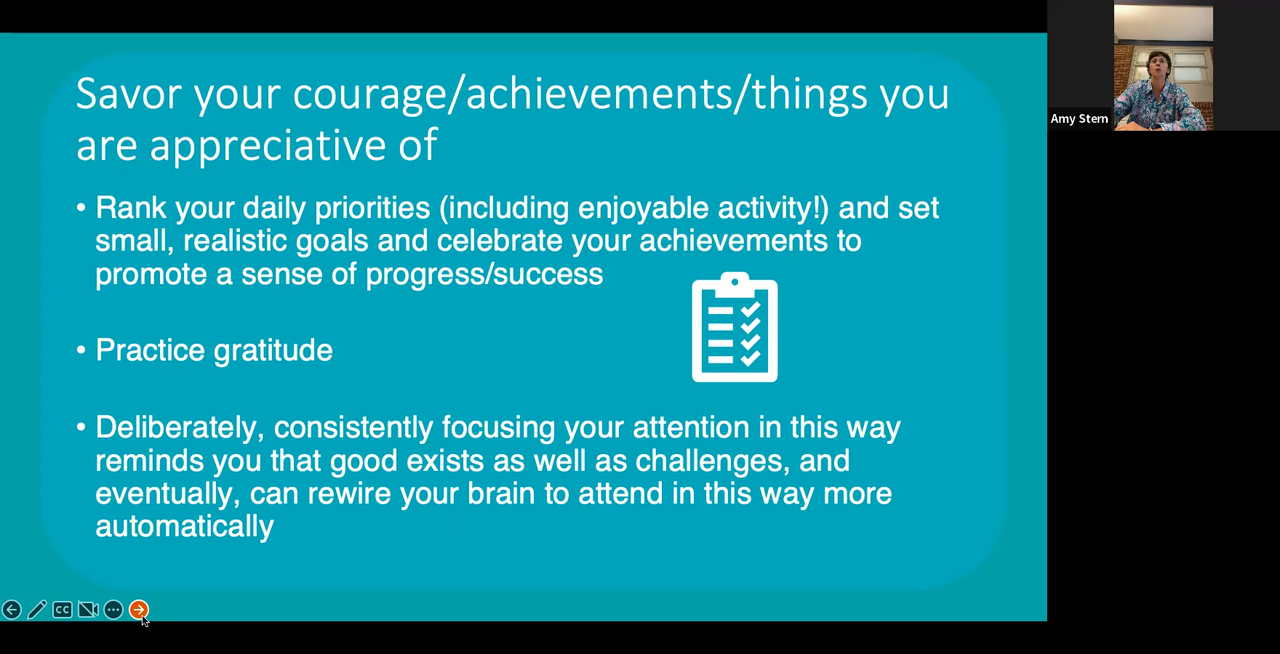 Savor your courage/achievements/things you
are appreciative of
• Rank your daily priorities (including enjoyable activity!) and set
small, realistic goals and celebrate your achievements to
promote a sense of progress/success
• Practice gratitude
• Deliberately, consistently focusing your attention in this way
reminds you that good exists as well as challenges, and
eventually, can rewire your brain to attend in this way more
automatically
CC
Amy Stern